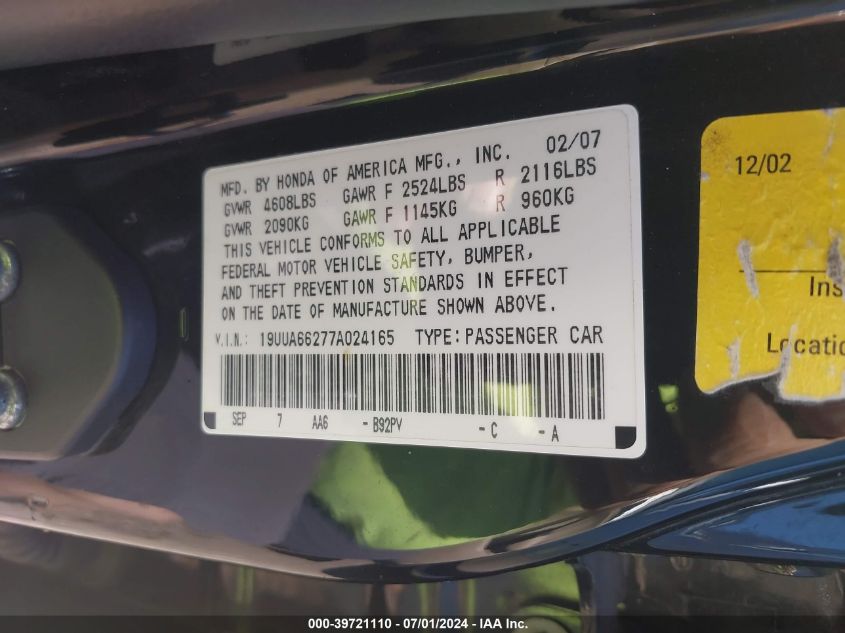 MFD. BY HONDA OF AMERICA MFG., INC. 02/07
GVWR 4608LBS GAWR F 2524LBS R 2116LBS
GVWR 2090KG GAWR F 1145KG R 960KG
THIS VEHICLE CONFORMS TO ALL APPLICABLE
FEDERAL MOTOR VEHICLE SAFETY, BUMPER,
AND THEFT PREVENTION STANDARDS IN EFFECT
ON THE DATE OF MANUFACTURE SHOWN ABOVE.
V.I.N.: 19UUA66277A024165 TYPE:PASSENGER CAR
SEP 7 AA6 -B92PV -C -A
12/02
Ins
Locatio
000-39721110 - 07/01/2024 - IAA Inc.